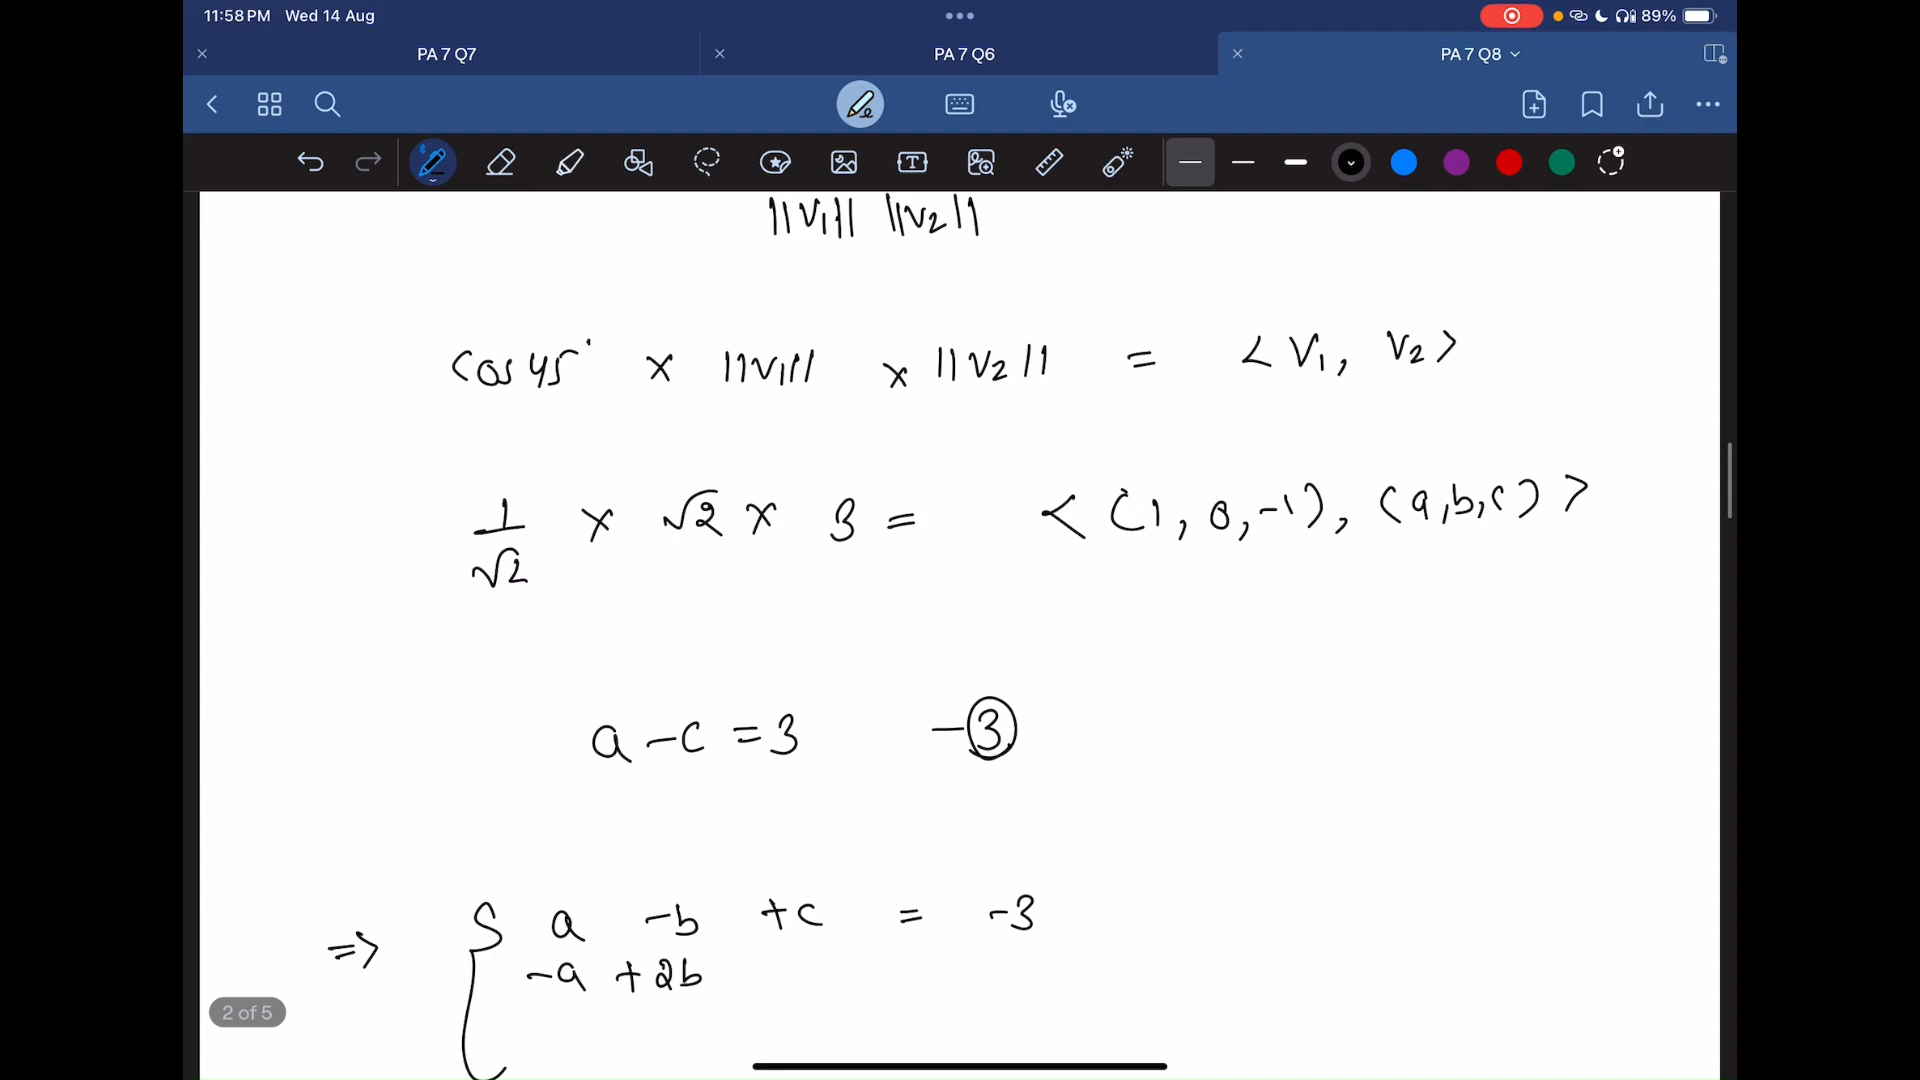 11:58 PM Wed 14 Aug 89%
PA 7 Q7 PA 7 Q6 PA 7 Q8
||v₁|| ||v₂||
cos 45° × ||v₁|| × ||v₂|| = < v₁, v₂ >
1/√2 × √2 × 3 = < (1, 0, -1), (a, b, c) >
a - c = 3 - ③
=> { a - b + c = -3
-a + 2b
2 of 5